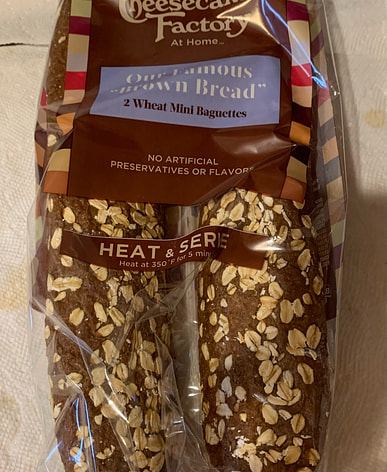 Cheesecake
Factory
At Home™
Our Famous
"Brown Bread"
2 Wheat Mini Baguettes
NO ARTIFICIAL
PRESERVATIVES OR FLAVORS
HEAT & SERVE
Heat at 350°F for 5 min